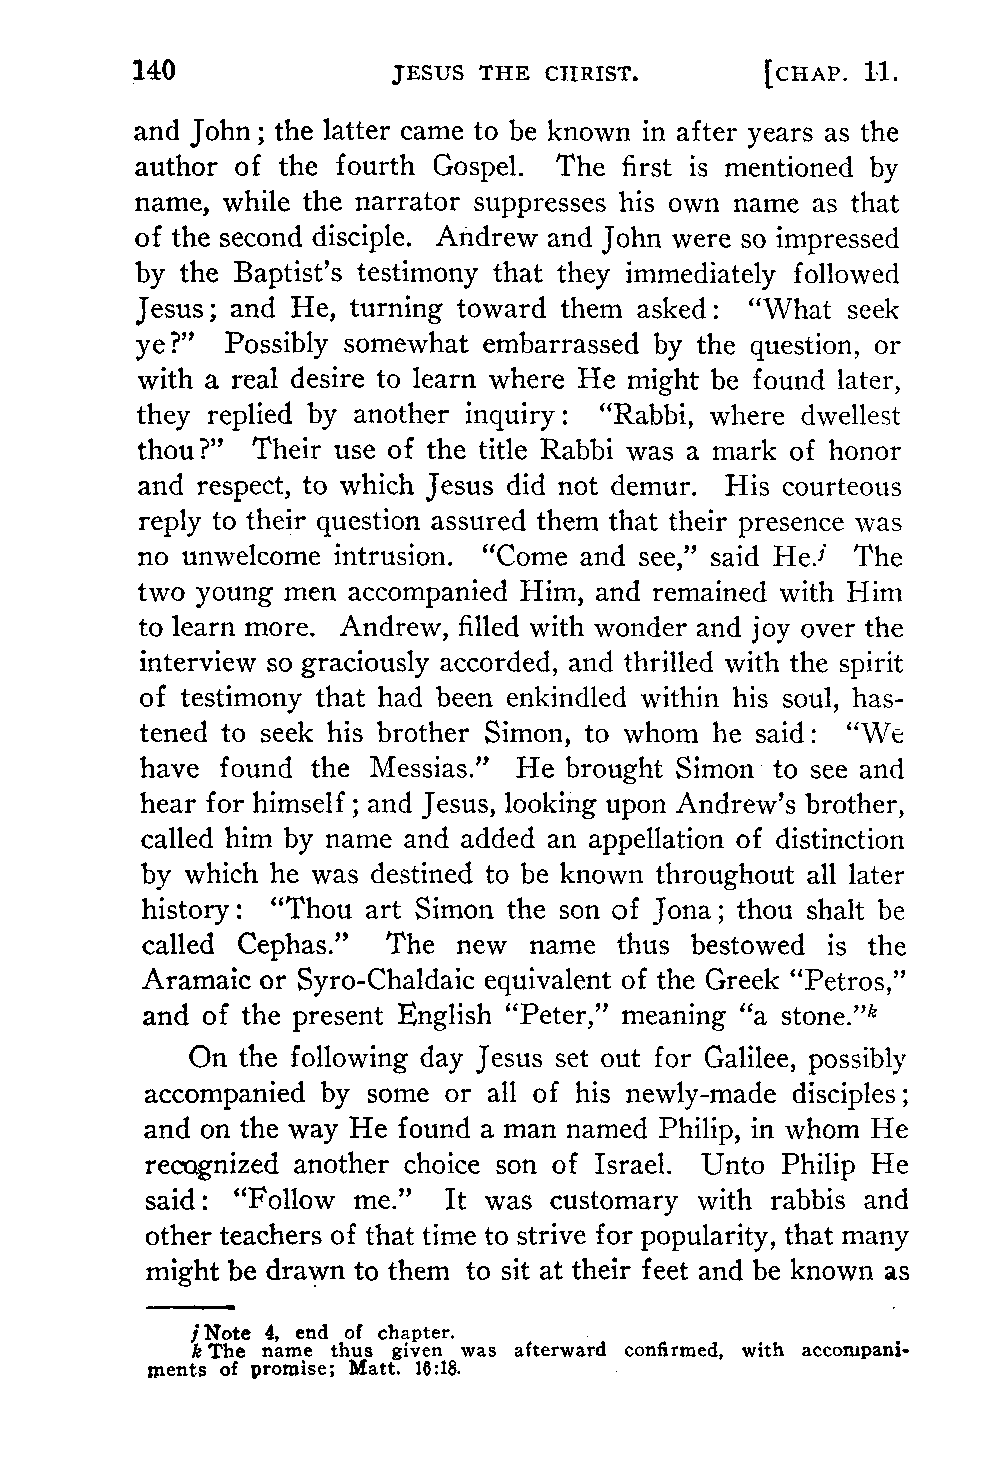 140 JESUS THE CHRIST. [CHAP. 11.
and John; the latter came to be known in after years as the
author of the fourth Gospel. The first is mentioned by
name, while the narrator suppresses his own name as that
of the second disciple. Andrew and John were so impressed
by the Baptist's testimony that they immediately followed
Jesus; and He, turning toward them asked: "What seek
ye?" Possibly somewhat embarrassed by the question, or
with a real desire to learn where He might be found later,
they replied by another inquiry: "Rabbi, where dwellest
thou?" Their use of the title Rabbi was a mark of honor
and respect, to which Jesus did not demur. His courteous
reply to their question assured them that their presence was
no unwelcome intrusion. "Come and see," said He.j The
two young men accompanied Him, and remained with Him
to learn more. Andrew, filled with wonder and joy over the
interview so graciously accorded, and thrilled with the spirit
of testimony that had been enkindled within his soul, has-
tened to seek his brother Simon, to whom he said: "We
have found the Messias." He brought Simon to see and
hear for himself; and Jesus, looking upon Andrew's brother,
called him by name and added an appellation of distinction
by which he was destined to be known throughout all later
history: "Thou art Simon the son of Jona; thou shalt be
called Cephas." The new name thus bestowed is the
Aramaic or Syro-Chaldaic equivalent of the Greek "Petros,"
and of the present English "Peter," meaning "a stone."k
On the following day Jesus set out for Galilee, possibly
accompanied by some or all of his newly-made disciples;
and on the way He found a man named Philip, in whom He
recognized another choice son of Israel. Unto Philip He
said: "Follow me." It was customary with rabbis and
other teachers of that time to strive for popularity, that many
might be drawn to them to sit at their feet and be known as
j Note 4, end of chapter.
k The name thus given was afterward confirmed, with accompani-
ments of promise; Matt. 16:18.